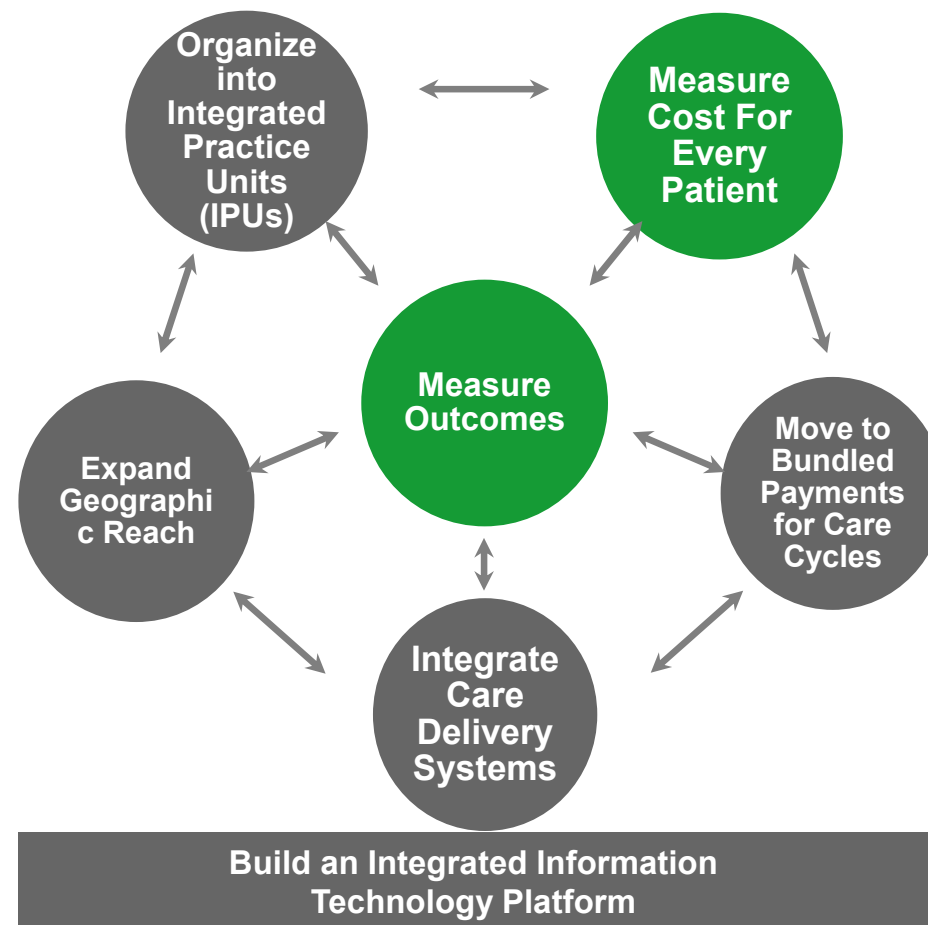 Organize
into
Integrated
Practice
Units
(IPUs)
Measure
Cost For
Every
Patient
Measure
Outcomes
Expand
Geographi
c Reach
Move to
Bundled
Payments
for Care
Cycles
Integrate
Care
Delivery
Systems
Build an Integrated Information
Technology Platform